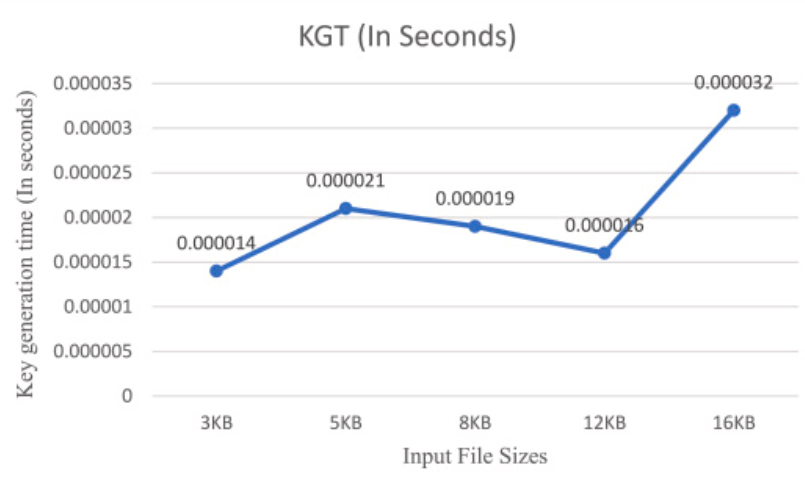 KGT (In Seconds)
Key generation time (In seconds)
0.000035
0.00003
0.000025
0.00002
0.000015
0.00001
0.000005
0
0.000014
0.000021
0.000019
0.000016
0.000032
3KB
5KB
8KB
12KB
16KB
Input File Sizes